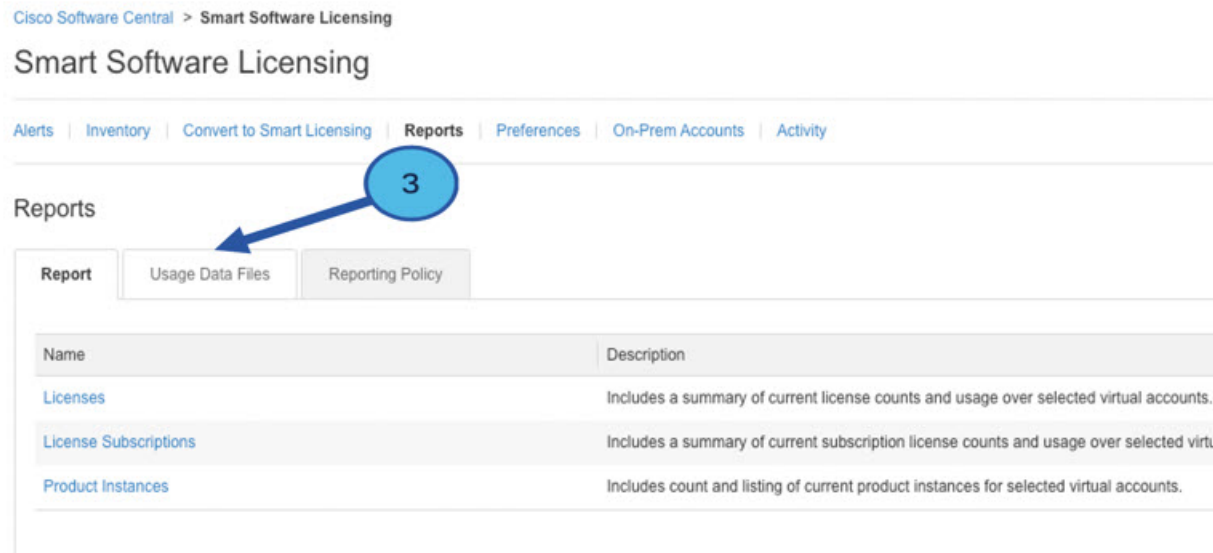 Cisco Software Central > Smart Software Licensing
Smart Software Licensing
Alerts | Inventory | Convert to Smart Licensing | Reports | Preferences | On-Prem Accounts | Activity
3
Reports
Report Usage Data Files Reporting Policy
Name Description
Licenses Includes a summary of current license counts and usage over selected virtual accounts.
License Subscriptions Includes a summary of current subscription license counts and usage over selected virtu
Product Instances Includes count and listing of current product instances for selected virtual accounts.